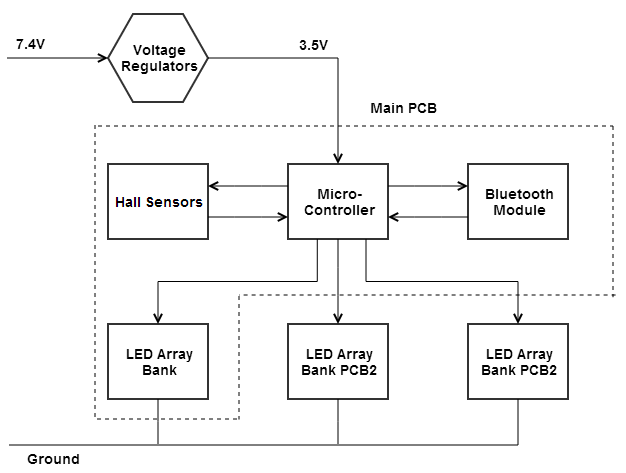 7.4V
Voltage
Regulators
3.5V
Main PCB
Hall Sensors
Micro-
Controller
Bluetooth
Module
LED Array
Bank
LED Array
Bank PCB2
LED Array
Bank PCB2
Ground